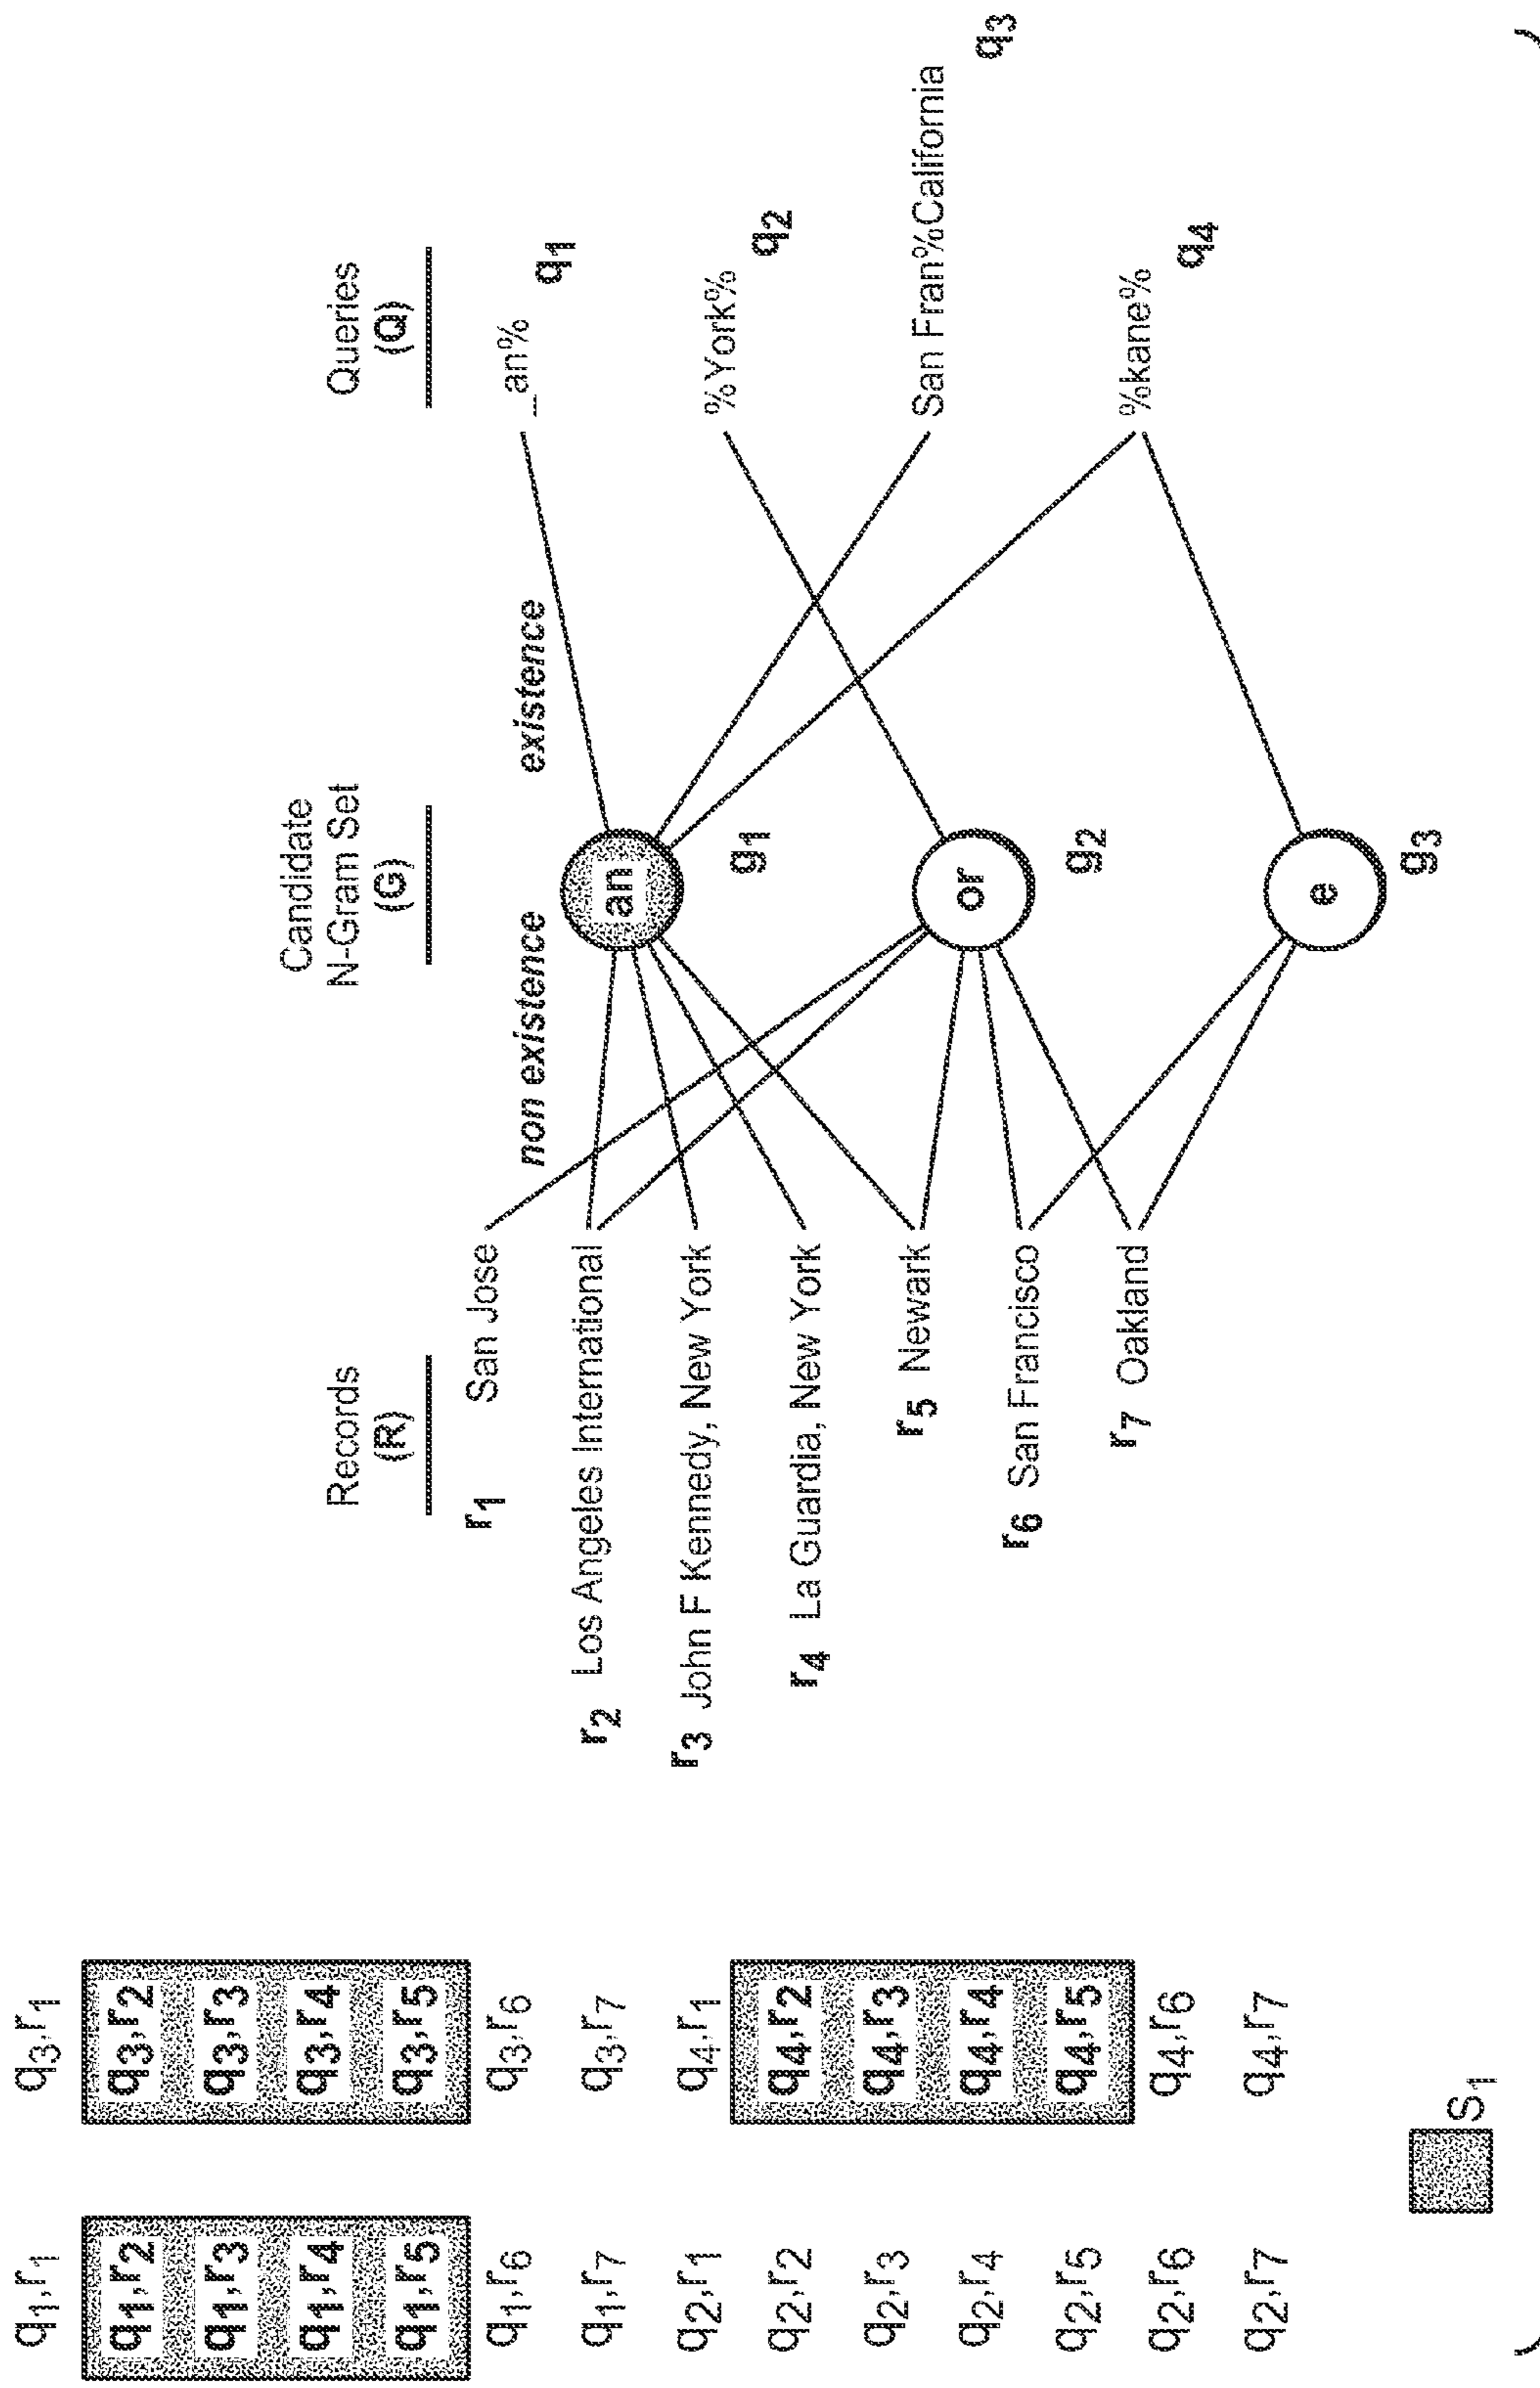 q1,r1
q1,r2
q1,r3
q1,r4
q1,r5
q1,r6
q1,r7
q2,r1
q2,r2
q2,r3
q2,r4
q2,r5
q2,r6
q2,r7
q3,r1
q3,r2
q3,r3
q3,r4
q3,r5
q3,r6
q3,r7
q4,r1
q4,r2
q4,r3
q4,r4
q4,r5
q4,r6
q4,r7
S1
Records
(R)
r1 San Jose
r2 Los Angeles International
r3 John F Kennedy, New York
r4 La Guardia, New York
r5 Newark
r6 San Francisco
r7 Oakland
Candidate
N-Gram Set
(G)
non existence
existence
an
g1
or
g2
e
g3
Queries
(Q)
_an%
q1
%York%
q2
San Fran%California
q3
%kane%
q4